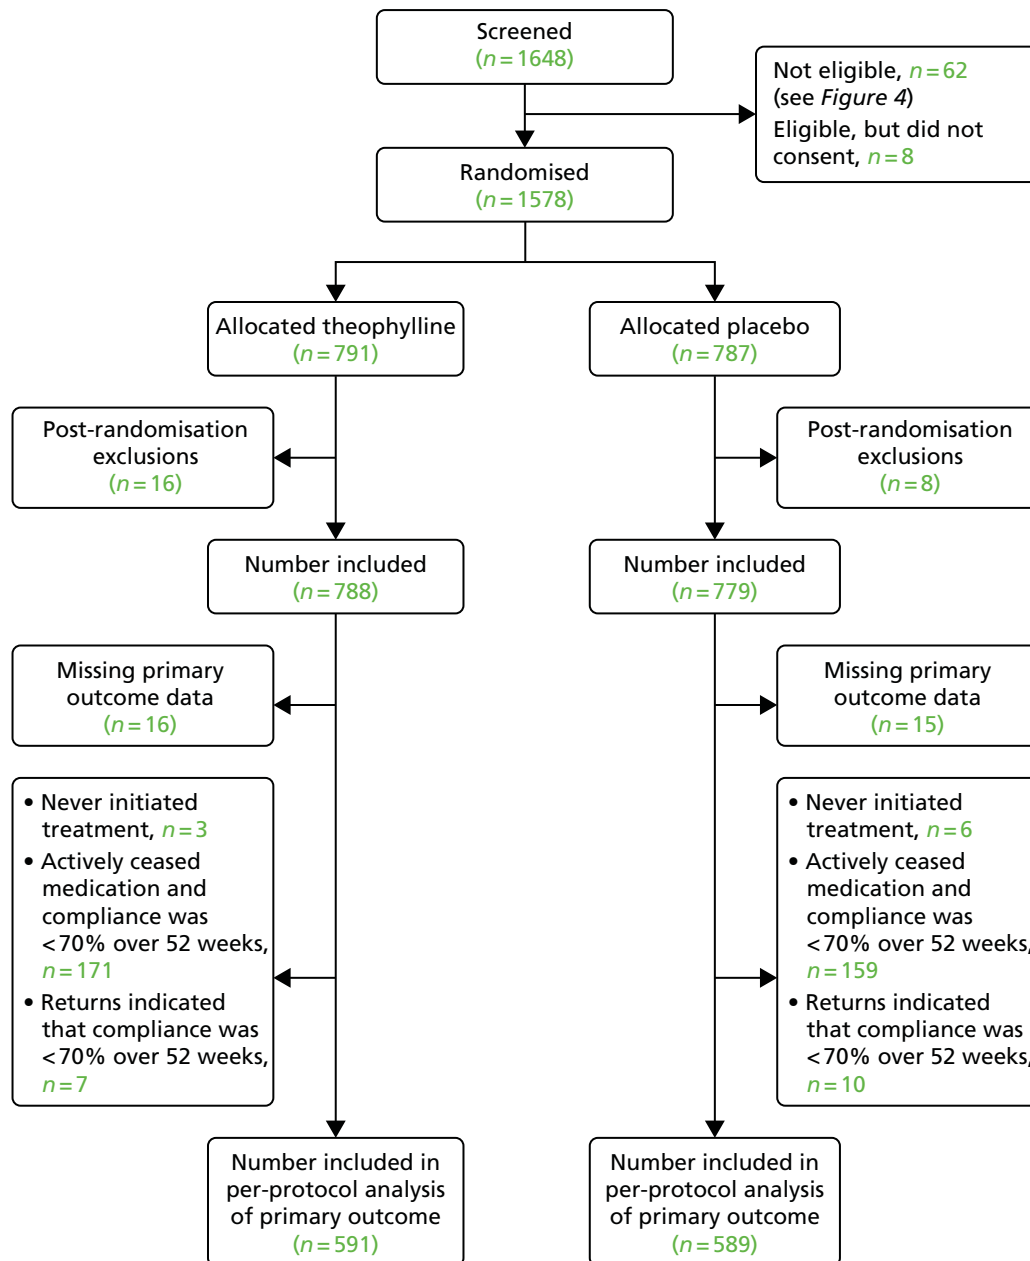 Screened
(n=1648)
Not eligible, n=62
(see Figure 4)
Eligible, but did not
consent, n=8
Randomised
(n=1578)
Allocated theophylline
(n=791)
Allocated placebo
(n=787)
Post-randomisation
exclusions
(n=16)
Post-randomisation
exclusions
(n=8)
Number included
(n=788)
Number included
(n=779)
Missing primary
outcome data
(n=16)
Missing primary
outcome data
(n=15)
• Never initiated
treatment, n=3
• Actively ceased
medication and
compliance was
<70% over 52 weeks,
n=171
• Returns indicated
that compliance was
<70% over 52 weeks,
n=7
• Never initiated
treatment, n=6
• Actively ceased
medication and
compliance was
<70% over 52 weeks,
n=159
• Returns indicated
that compliance was
<70% over 52 weeks,
n=10
Number included in
per-protocol analysis
of primary outcome
(n=591)
Number included in
per-protocol analysis
of primary outcome
(n=589)